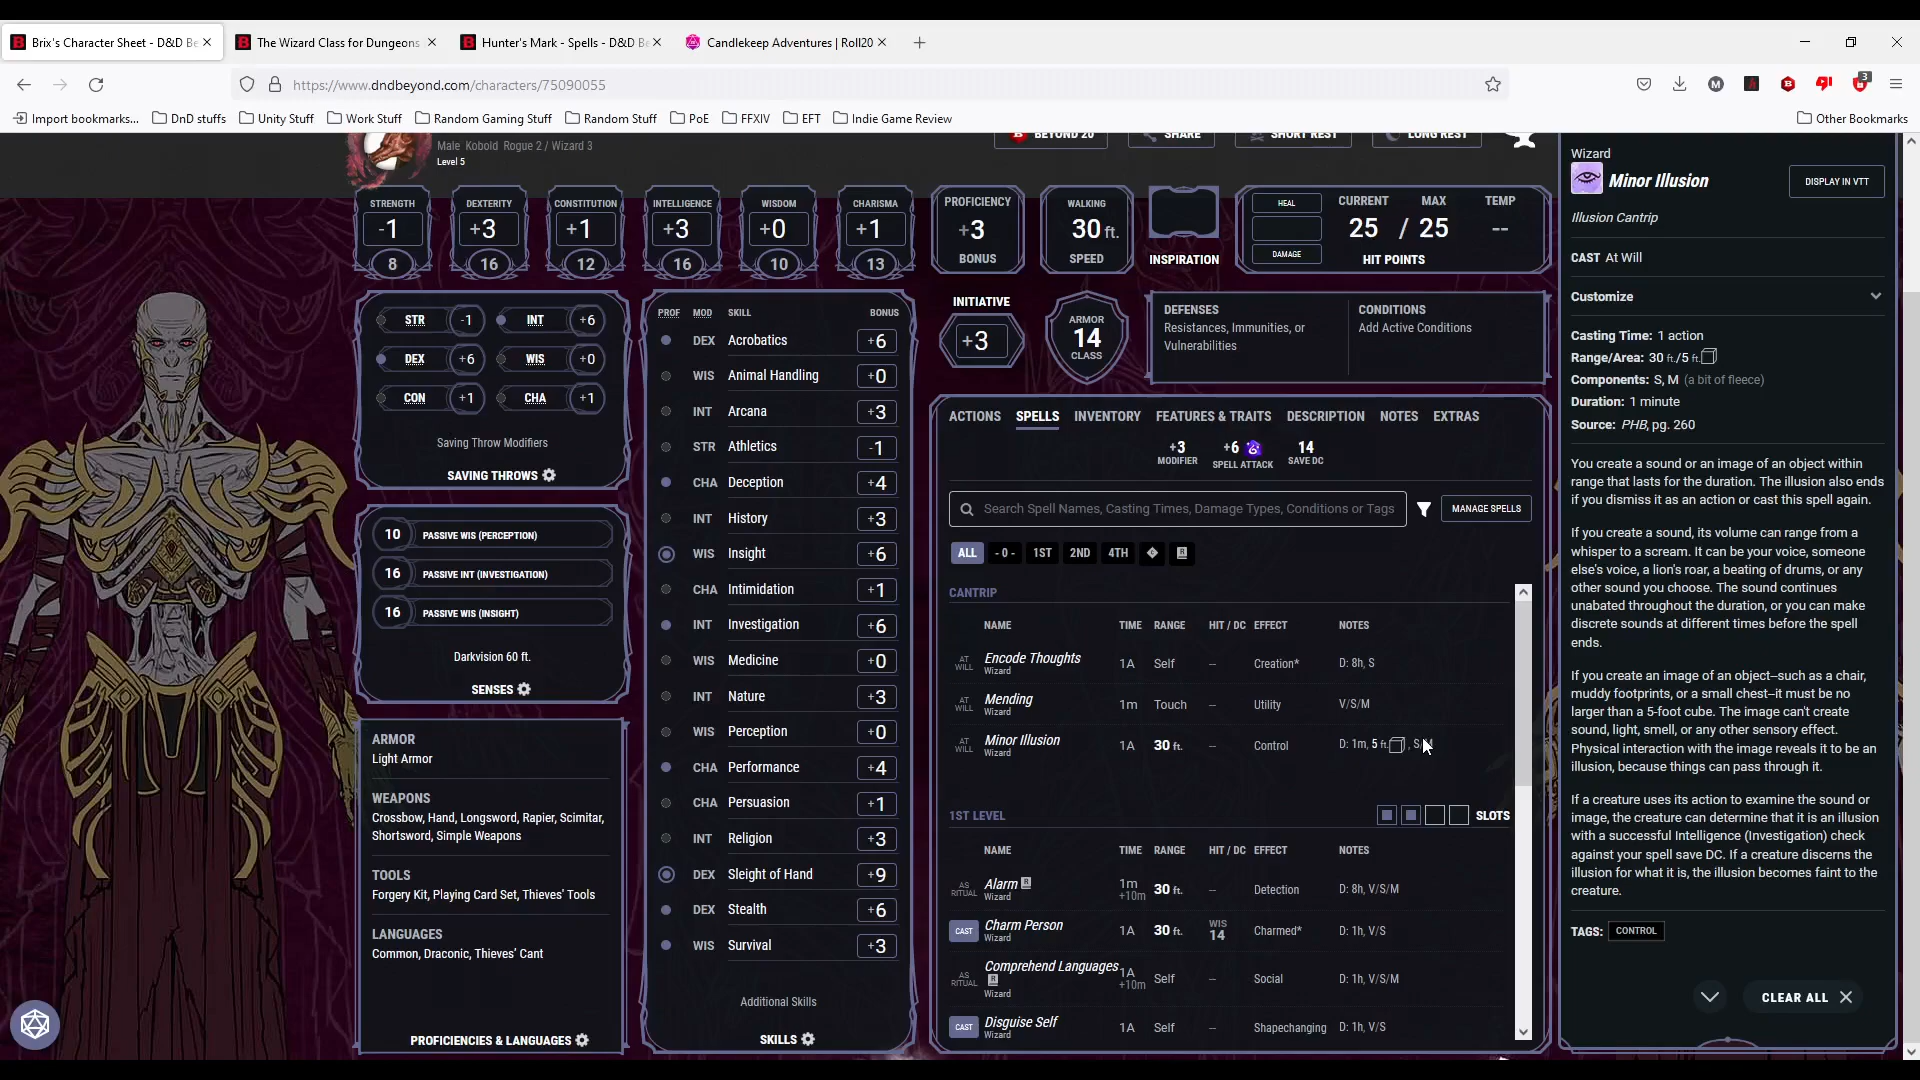 Brix's Character Sheet - D&D Be
The Wizard Class for Dungeons
Hunter's Mark - Spells - D&D Be
Candlekeep Adventures | Roll20
https://www.dndbeyond.com/characters/75090055
3
Import bookmarks...
DnD stuffs
Unity Stuff
Work Stuff
Random Gaming Stuff
Random Stuff
PoE
FFXIV
EFT
Indie Game Review
Other Bookmarks
Male Kobold Rogue 2 / Wizard 3
Level 5
BEYOND 20
SHARE
SHORT REST
LONG REST
STRENGTH
-1
8
DEXTERITY
+3
16
CONSTITUTION
+1
12
INTELLIGENCE
+3
16
WISDOM
+0
10
CHARISMA
+1
13
PROFICIENCY
+3
BONUS
WALKING
30 ft.
SPEED
INSPIRATION
HEAL
DAMAGE
CURRENT MAX TEMP
25 / 25 --
HIT POINTS
STR -1
INT +6
DEX +6
WIS +0
CON +1
CHA +1
Saving Throw Modifiers
SAVING THROWS
10 PASSIVE WIS (PERCEPTION)
16 PASSIVE INT (INVESTIGATION)
16 PASSIVE WIS (INSIGHT)
Darkvision 60 ft.
SENSES
ARMOR
Light Armor
WEAPONS
Crossbow, Hand, Longsword, Rapier, Scimitar,
Shortsword, Simple Weapons
TOOLS
Forgery Kit, Playing Card Set, Thieves' Tools
LANGUAGES
Common, Draconic, Thieves' Cant
PROFICIENCIES & LANGUAGES
PROF MOD SKILL BONUS
DEX Acrobatics +6
WIS Animal Handling +0
INT Arcana +3
STR Athletics -1
CHA Deception +4
INT History +3
WIS Insight +6
CHA Intimidation +1
INT Investigation +6
WIS Medicine +0
INT Nature +3
WIS Perception +0
CHA Performance +4
CHA Persuasion +1
INT Religion +3
DEX Sleight of Hand +9
DEX Stealth +6
WIS Survival +3
Additional Skills
SKILLS
INITIATIVE
+3
ARMOR
14
CLASS
DEFENSES
Resistances, Immunities, or
Vulnerabilities
CONDITIONS
Add Active Conditions
ACTIONS SPELLS INVENTORY FEATURES & TRAITS DESCRIPTION NOTES EXTRAS
+3 +6 14
MODIFIER SPELL ATTACK SAVE DC
Search Spell Names, Casting Times, Damage Types, Conditions or Tags
MANAGE SPELLS
ALL - 0 - 1ST 2ND 4TH C R
CANTRIP
NAME TIME RANGE HIT / DC EFFECT NOTES
AT WILL Encode Thoughts 1A Self -- Creation* D: 8h, S
Wizard
AT WILL Mending 1m Touch -- Utility V/S/M
Wizard
AT WILL Minor Illusion 1A 30 ft. -- Control D: 1m, 5 ft. , S/M
Wizard
1ST LEVEL SLOTS
NAME TIME RANGE HIT / DC EFFECT NOTES
AS RITUAL Alarm R 1m +10m 30 ft. -- Detection D: 8h, V/S/M
Wizard
CAST Charm Person 1A 30 ft. WIS 14 Charmed* D: 1h, V/S
Wizard
AS RITUAL Comprehend Languages R 1A +10m Self -- Social D: 1h, V/S/M
Wizard
CAST Disguise Self 1A Self -- Shapechanging D: 1h, V/S
Wizard
Wizard
Minor Illusion
DISPLAY IN VTT
Illusion Cantrip
CAST At Will
Customize
Casting Time: 1 action
Range/Area: 30 ft./5 ft.
Components: S, M (a bit of fleece)
Duration: 1 minute
Source: PHB, pg. 260
You create a sound or an image of an object within
range that lasts for the duration. The illusion also ends
if you dismiss it as an action or cast this spell again.
If you create a sound, its volume can range from a
whisper to a scream. It can be your voice, someone
else's voice, a lion's roar, a beating of drums, or any
other sound you choose. The sound continues
unabated throughout the duration, or you can make
discrete sounds at different times before the spell
ends.
If you create an image of an object–such as a chair,
muddy footprints, or a small chest–it must be no
larger than a 5-foot cube. The image can't create
sound, light, smell, or any other sensory effect.
Physical interaction with the image reveals it to be an
illusion, because things can pass through it.
If a creature uses its action to examine the sound or
image, the creature can determine that it is an illusion
with a successful Intelligence (Investigation) check
against your spell save DC. If a creature discerns the
illusion for what it is, the illusion becomes faint to the
creature.
TAGS: CONTROL
CLEAR ALL